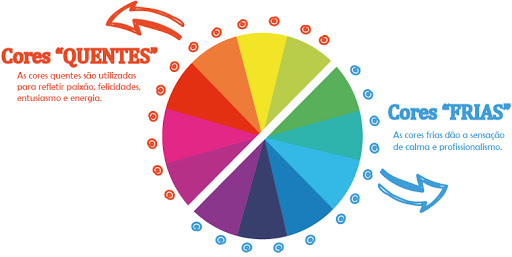 Cores “QUENTES”
As cores quentes são utilizadas
para refletir paixão, felicidades,
entusiasmo e energia.
Cores “FRIAS”
As cores frias dão a sensação
de calma e profissionalismo.